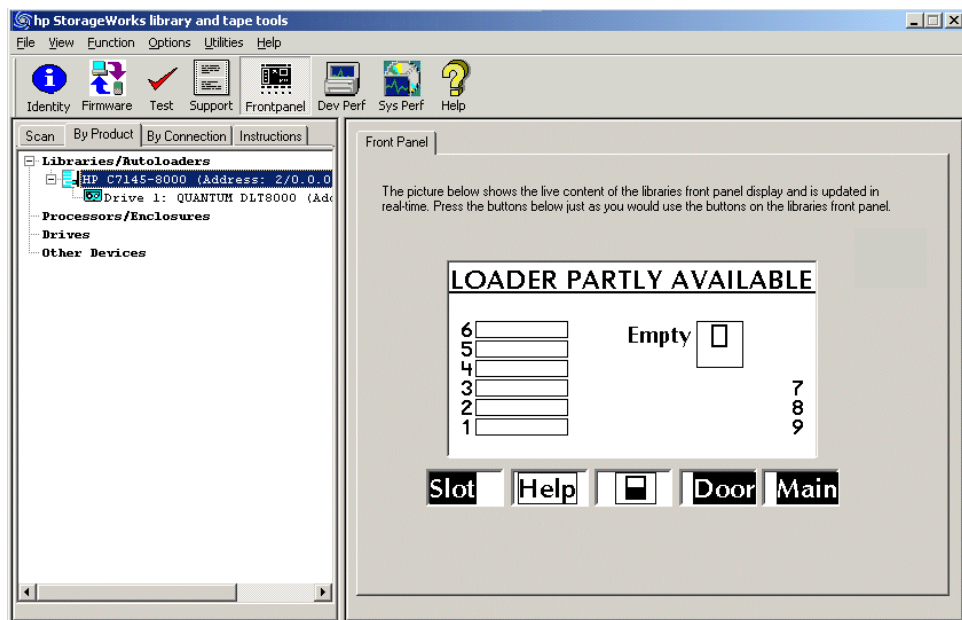 hp StorageWorks library and tape tools
File View Function Options Utilities Help
Identity Firmware Test Support Frontpanel Dev Perf Sys Perf Help
Scan By Product By Connection Instructions
Libraries/Autoloaders
HP C7145-8000 (Address: 2/0.0.0
Drive 1: QUANTUM DLT8000 (Add
Processors/Enclosures
Drives
Other Devices
Front Panel
The picture below shows the live content of the libraries front panel display and is updated in
real-time. Press the buttons below just as you would use the buttons on the libraries front panel.
LOADER PARTLY AVAILABLE
6
5
4
3
2
1
Empty
7
8
9
Slot Help Door Main